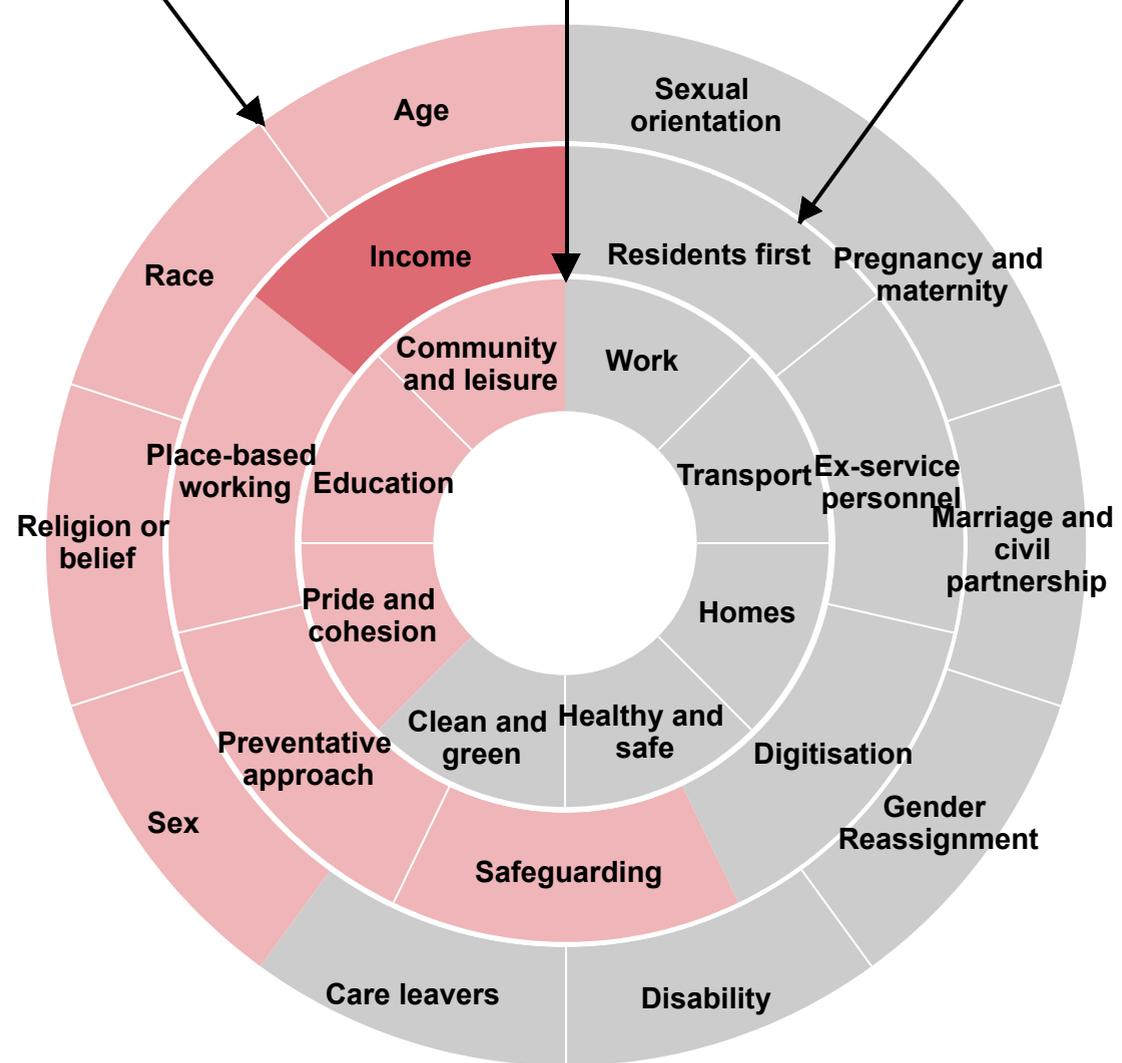 Sexual
orientation
Age
Income
Residents first
Race
Pregnancy and
maternity
Community
and leisure
Work
Place-based
working
Education
Transport
Ex-service
personnel
Religion or
belief
Marriage and
civil
partnership
Pride and
cohesion
Homes
Clean and
green
Healthy and
safe
Preventative
approach
Digitisation
Sex
Gender
Reassignment
Safeguarding
Care leavers
Disability